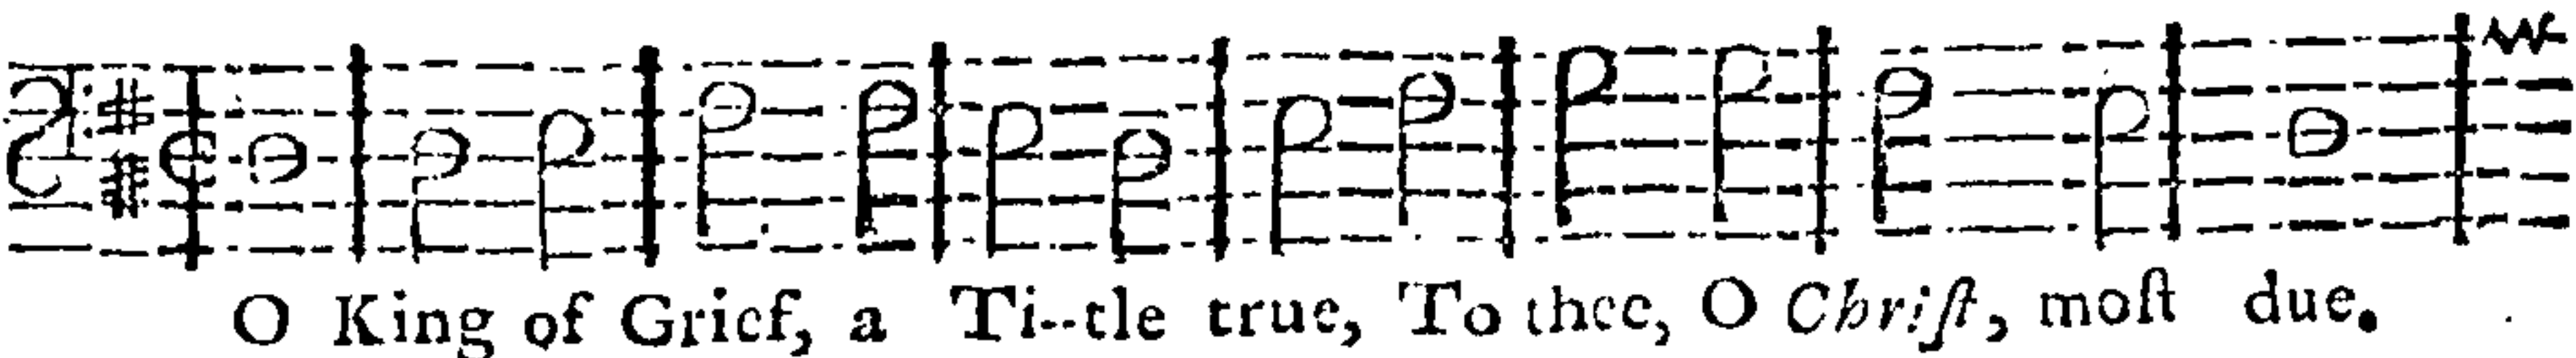 O King of Grief, a Ti--tle true, To thee, O Chriſt, moſt due.